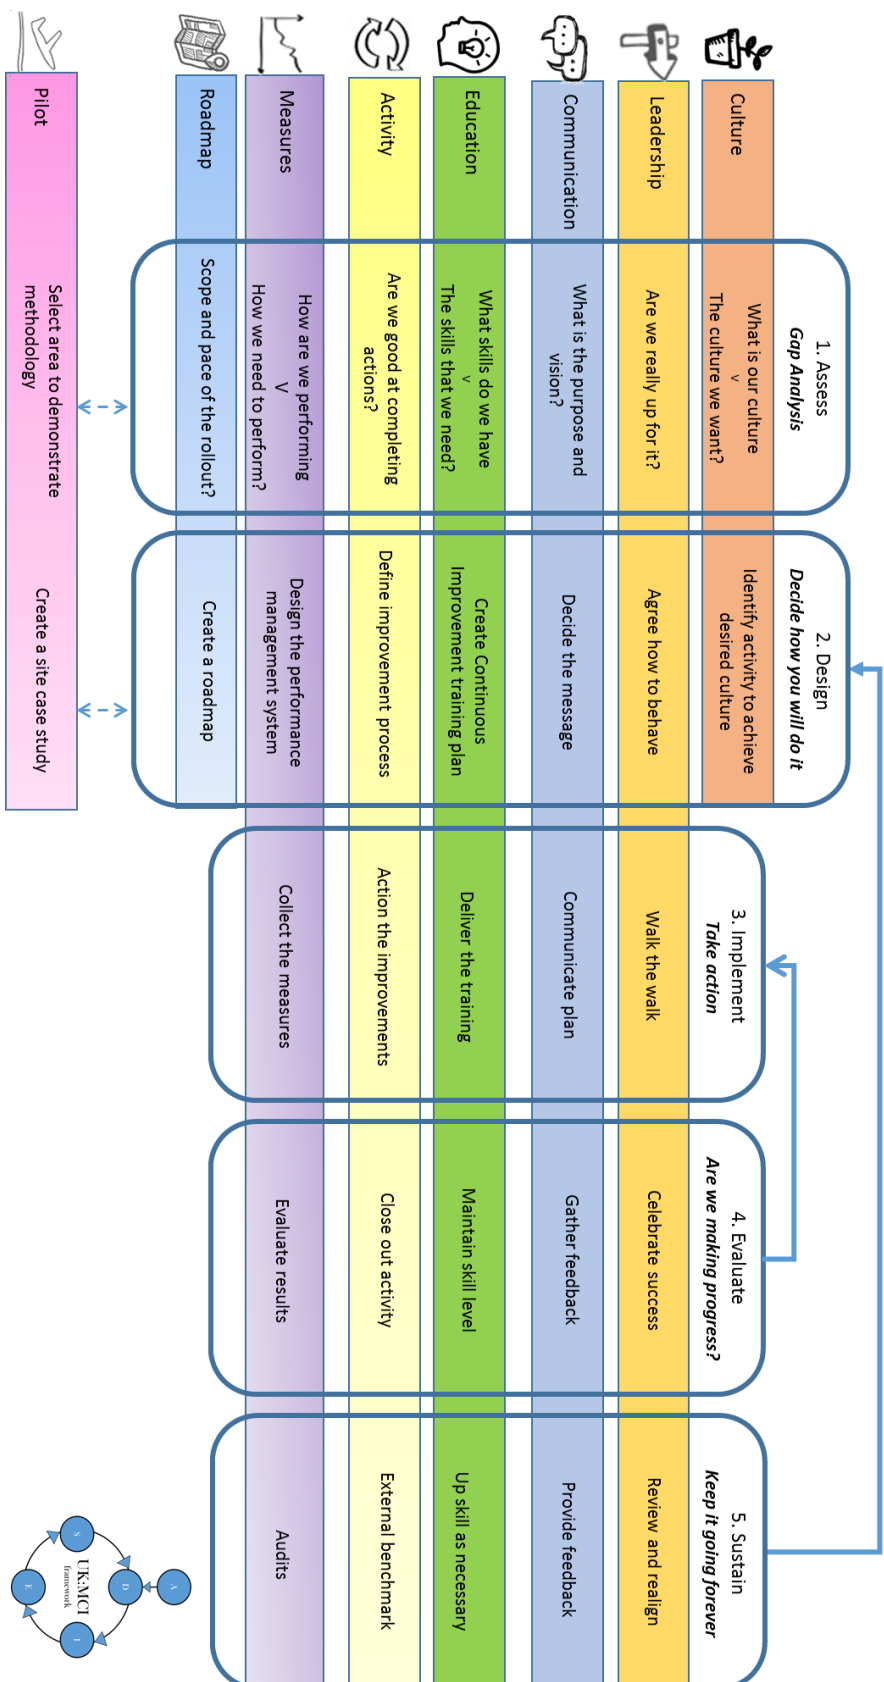 1. Assess
Gap Analysis
2. Design
Decide how you will do it
3. Implement
Take action
4. Evaluate
Are we making progress?
5. Sustain
Keep it going forever
Culture
What is our culture
v
The culture we want?
Identify activity to achieve
desired culture
Leadership
Are we really up for it?
Agree how to behave
Walk the walk
Celebrate success
Review and realign
Communication
What is the purpose and
vision?
Decide the message
Communicate plan
Gather feedback
Provide feedback
Education
What skills do we have
v
The skills that we need?
Create Continuous
Improvement training plan
Deliver the training
Maintain skill level
Up skill as necessary
Activity
Are we good at completing
actions?
Define improvement process
Action the improvements
Close out activity
External benchmark
Measures
How are we performing
V
How we need to perform?
Design the performance
management system
Collect the measures
Evaluate results
Audits
Roadmap
Scope and pace of the rollout?
Create a roadmap
Pilot
Select area to demonstrate
methodology
Create a site case study
A
D
S
I
E
UK:MCI
framework